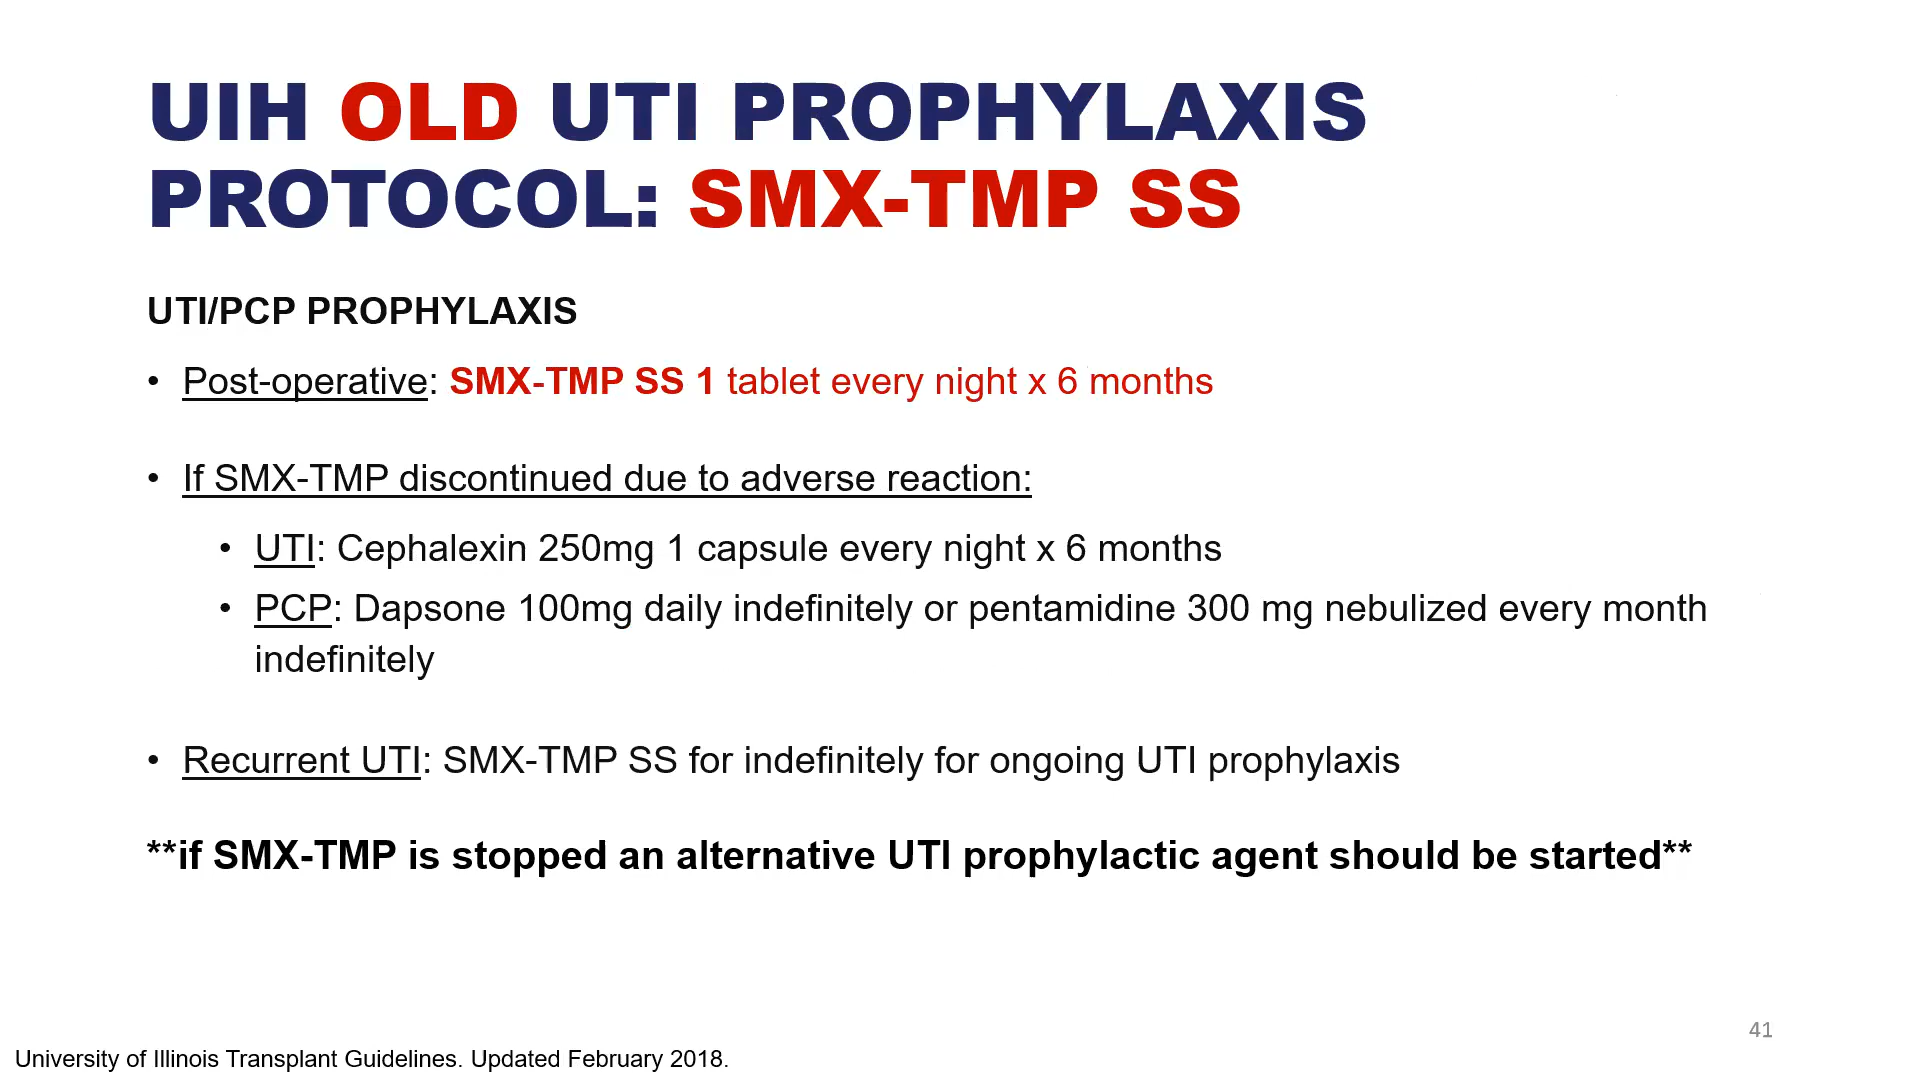 UIH OLD UTI PROPHYLAXIS
PROTOCOL: SMX-TMP SS
UTI/PCP PROPHYLAXIS
• Post-operative: SMX-TMP SS 1 tablet every night x 6 months
• If SMX-TMP discontinued due to adverse reaction:
• UTI: Cephalexin 250mg 1 capsule every night x 6 months
• PCP: Dapsone 100mg daily indefinitely or pentamidine 300 mg nebulized every month
indefinitely
• Recurrent UTI: SMX-TMP SS for indefinitely for ongoing UTI prophylaxis
**if SMX-TMP is stopped an alternative UTI prophylactic agent should be started**
41
University of Illinois Transplant Guidelines. Updated February 2018.